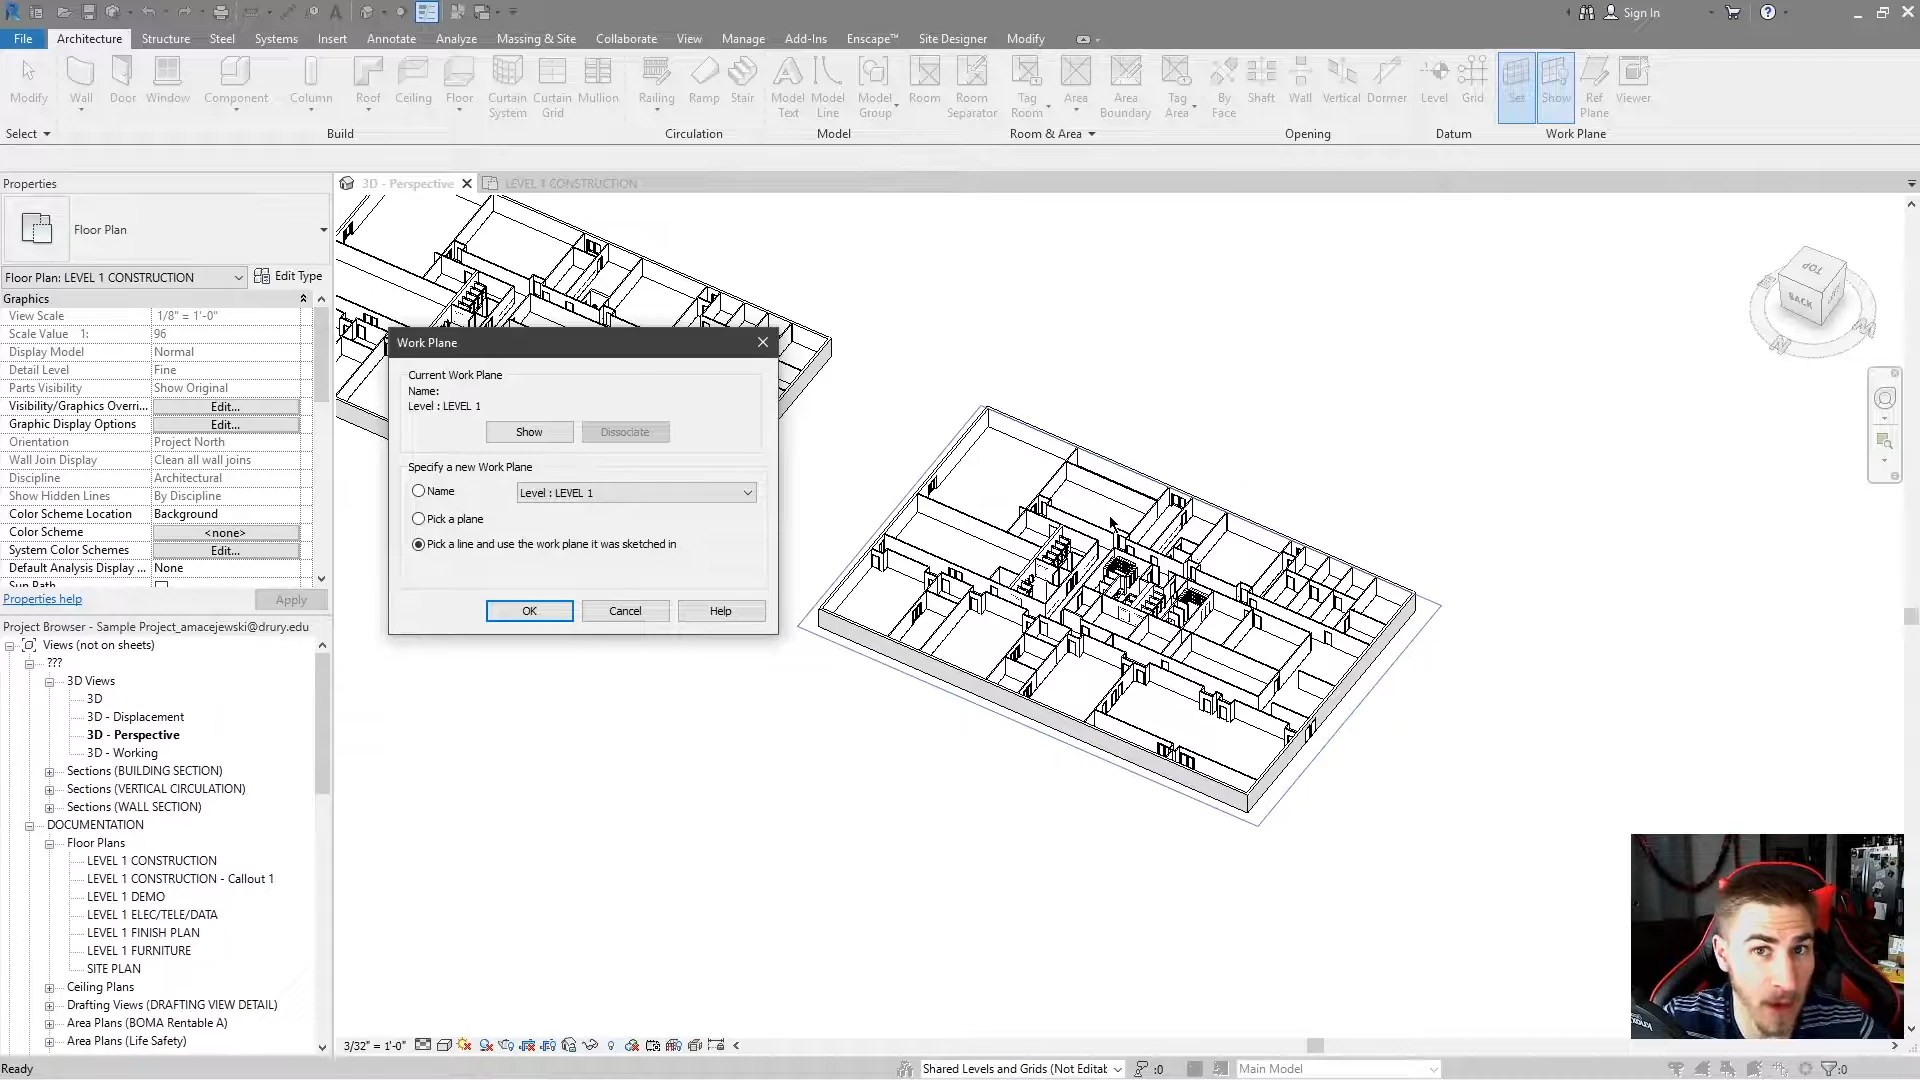 Sign In
File Architecture Structure Steel Systems Insert Annotate Analyze Massing & Site Collaborate View Manage Add-Ins Enscape™ Site Designer Modify
Modify Wall Door Window Component Column Roof Ceiling Floor Curtain System Curtain Grid Mullion Railing Ramp Stair Model Text Model Line Model Group Room Room Separator Tag Room Area Area Boundary Tag Area By Face Shaft Wall Vertical Dormer Level Grid Set Show Ref Plane Viewer
Select Build Circulation Model Room & Area Opening Datum Work Plane
Properties
3D - Perspective LEVEL 1 CONSTRUCTION
Floor Plan
Floor Plan: LEVEL 1 CONSTRUCTION Edit Type
Graphics
View Scale 1/8" = 1'-0"
Scale Value 1: 96
Display Model Normal
Detail Level Fine
Parts Visibility Show Original
Visibility/Graphics Overri... Edit...
Graphic Display Options Edit...
Orientation Project North
Wall Join Display Clean all wall joins
Discipline Architectural
Show Hidden Lines By Discipline
Color Scheme Location Background
Color Scheme <none>
System Color Schemes Edit...
Default Analysis Display ... None
Sun Path
Properties help Apply
Work Plane
Current Work Plane
Name:
Level : LEVEL 1
Show Dissociate
Specify a new Work Plane
Name Level : LEVEL 1
Pick a plane
Pick a line and use the work plane it was sketched in
OK Cancel Help
TOP
BACK
Project Browser - Sample Project_amacejewski@drury.edu
Views (not on sheets)
???
3D Views
3D
3D - Displacement
3D - Perspective
3D - Working
Sections (BUILDING SECTION)
Sections (VERTICAL CIRCULATION)
Sections (WALL SECTION)
DOCUMENTATION
Floor Plans
LEVEL 1 CONSTRUCTION
LEVEL 1 CONSTRUCTION - Callout 1
LEVEL 1 DEMO
LEVEL 1 ELEC/TELE/DATA
LEVEL 1 FINISH PLAN
LEVEL 1 FURNITURE
SITE PLAN
Ceiling Plans
Drafting Views (DRAFTING VIEW DETAIL)
Area Plans (BOMA Rentable A)
Area Plans (Life Safety)
3/32" = 1'-0"
Ready
Shared Levels and Grids (Not Editab
:0
Main Model
:0